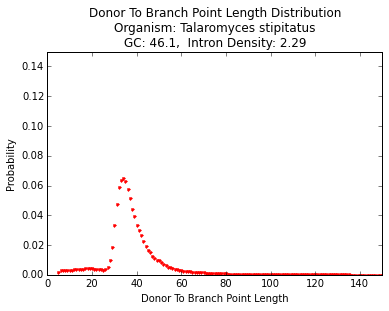 Donor To Branch Point Length Distribution
Organism: Talaromyces stipitatus
GC: 46.1,  Intron Density: 2.29
0.14
0.12
0.10
0.08
0.06
0.04
0.02
0.00
Probability
0 20 40 60 80 100 120 140
Donor To Branch Point Length